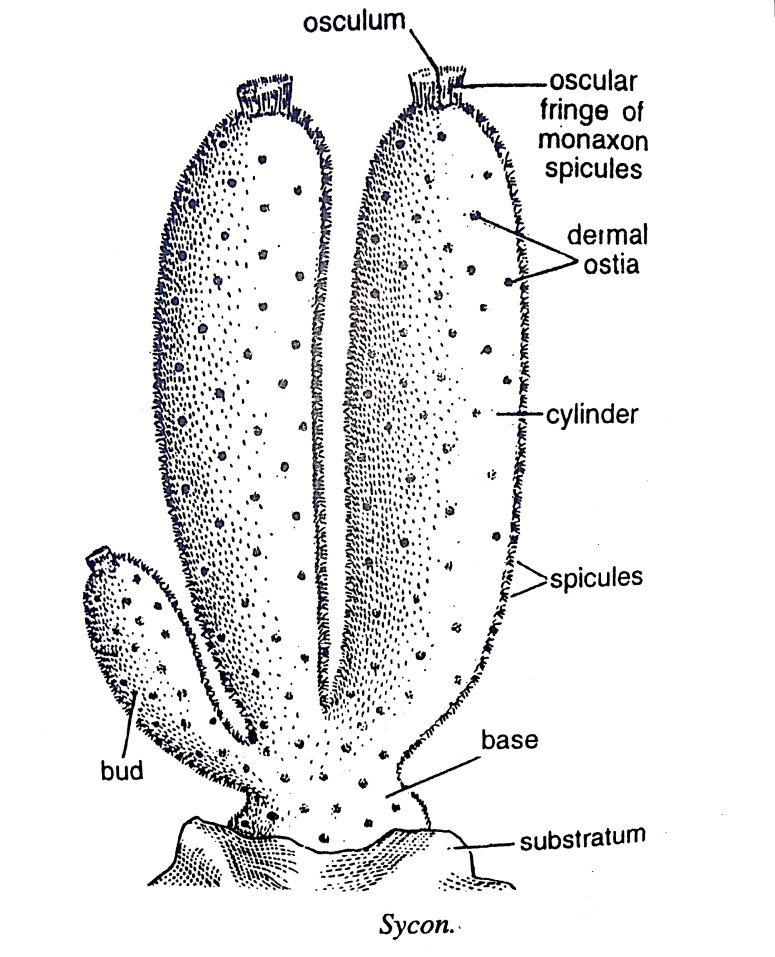 osculum
oscular
fringe of
monaxon
spicules
dermal
ostia
cylinder
spicules
base
bud
substratum
Sycon.